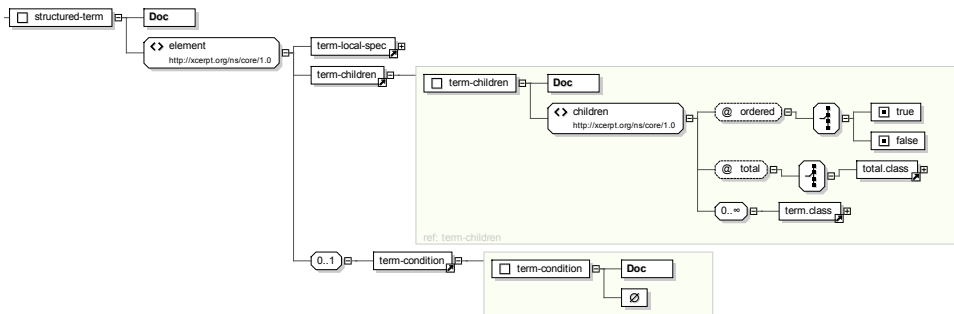 structured-term
Doc
element
http://xcerpt.org/ns/core/1.0
term-local-spec
term-children
term-children
Doc
children
http://xcerpt.org/ns/core/1.0
@ ordered
true
false
@ total
total.class
0..∞
term.class
ref: term-children
0..1
term-condition
term-condition
Doc
Ø